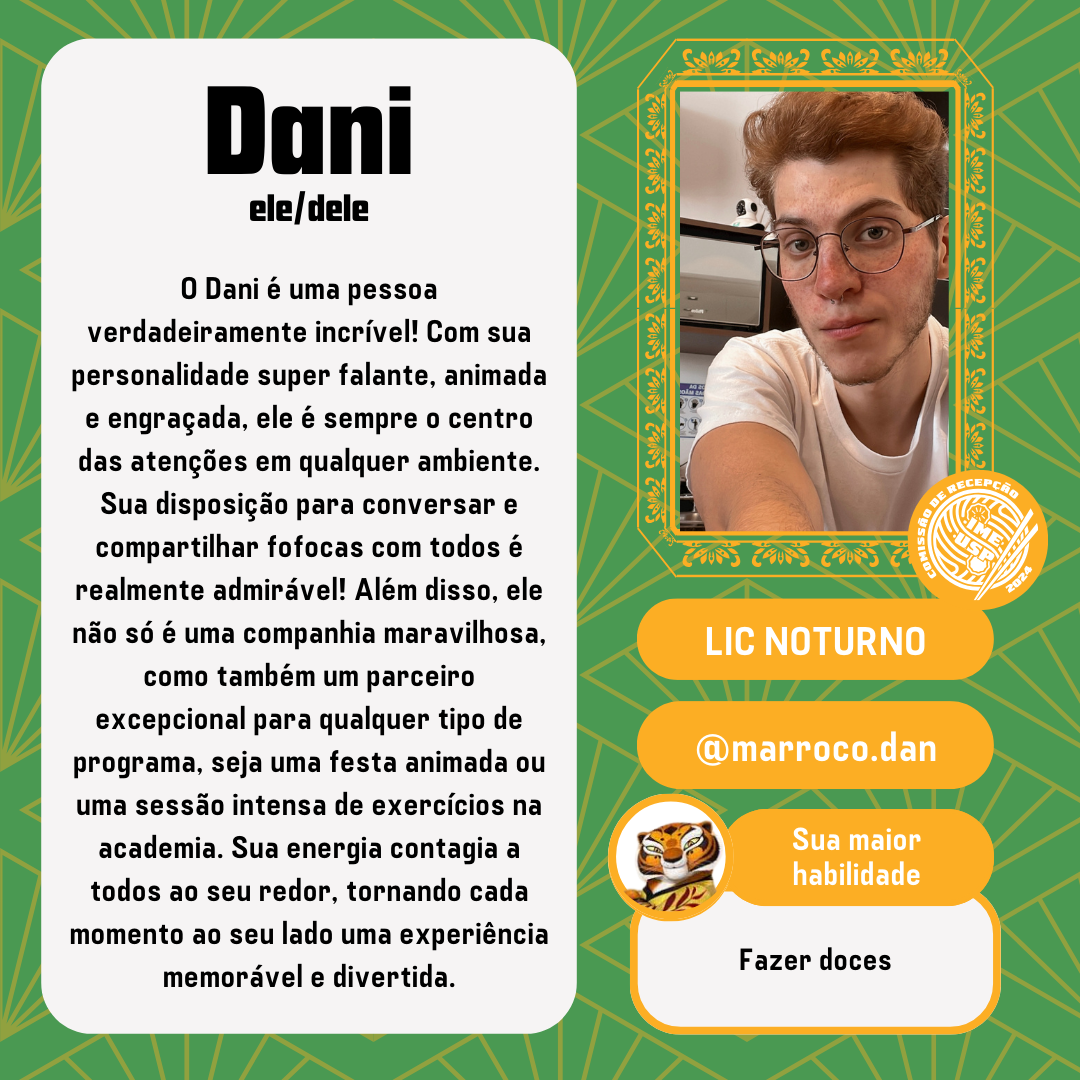 Dani
ele/dele
O Dani é uma pessoa
verdadeiramente incrível! Com sua
personalidade super falante, animada
e engraçada, ele é sempre o centro
das atenções em qualquer ambiente.
Sua disposição para conversar e
compartilhar fofocas com todos é
realmente admirável! Além disso, ele
não só é uma companhia maravilhosa,
como também um parceiro
excepcional para qualquer tipo de
programa, seja uma festa animada ou
uma sessão intensa de exercícios na
academia. Sua energia contagia a
todos ao seu redor, tornando cada
momento ao seu lado uma experiência
memorável e divertida.
COMISSÃO DE RECEPÇÃO
IME
USP
2024
LIC NOTURNO
@marroco.dan
Sua maior
habilidade
Fazer doces